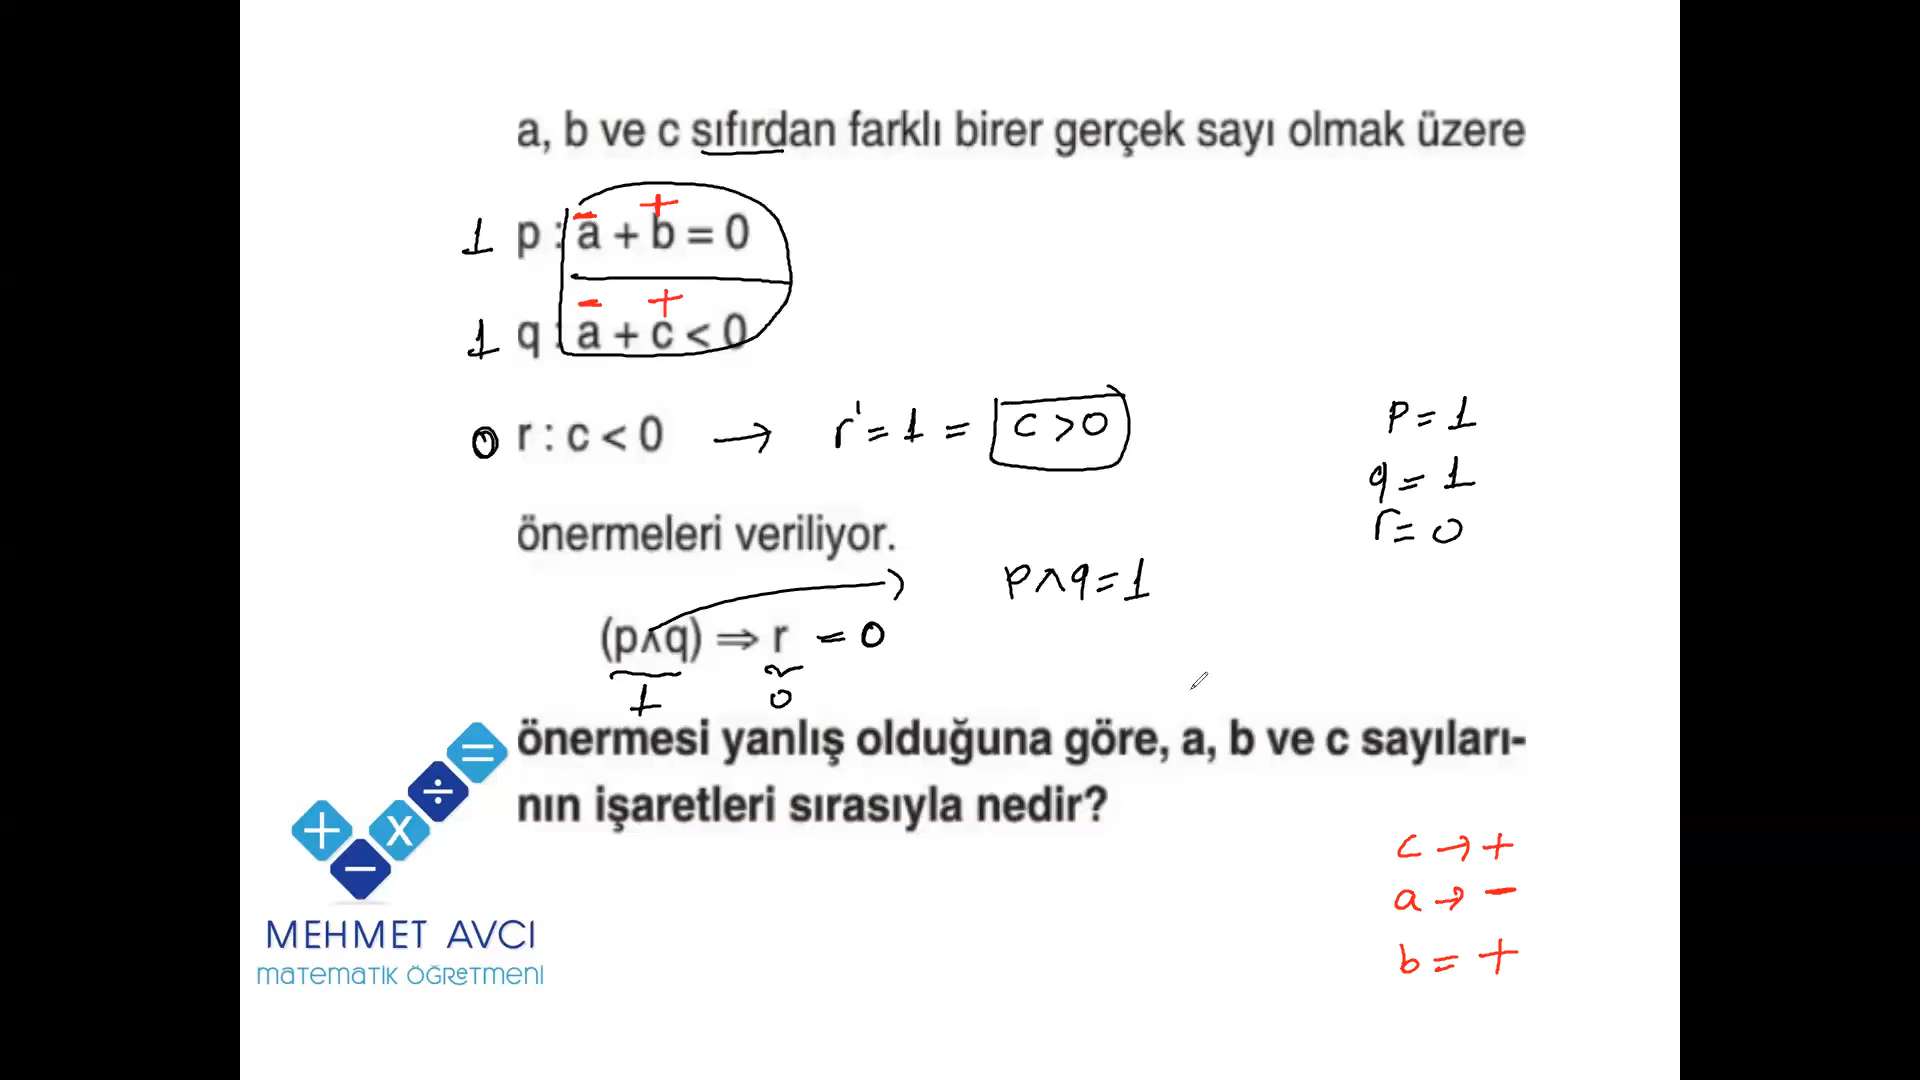 a, b ve c sıfırdan farklı birer gerçek sayı olmak üzere
- +
1 p : a + b = 0
- +
1 q : a + c < 0
0 r : c < 0 → r' = 1 = c > 0
p = 1
q = 1
r = 0
önermeleri veriliyor.
p∧q = 1
(p∧q) ⇒ r = 0
1 0
önermesi yanlış olduğuna göre, a, b ve c sayıları-
nın işaretleri sırasıyla nedir?
c → +
a → -
b = +
= ÷ + x −
MEHMET AVCI
matematik öğretmeni